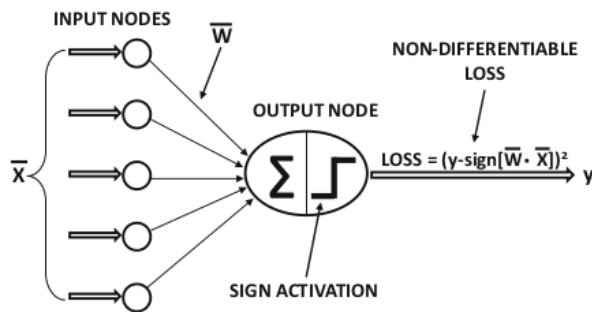 INPUT NODES
W̅
NON-DIFFERENTIABLE
LOSS
OUTPUT NODE
X̅
∑
LOSS = (y-sign[W̅ · X̅])²
y
SIGN ACTIVATION